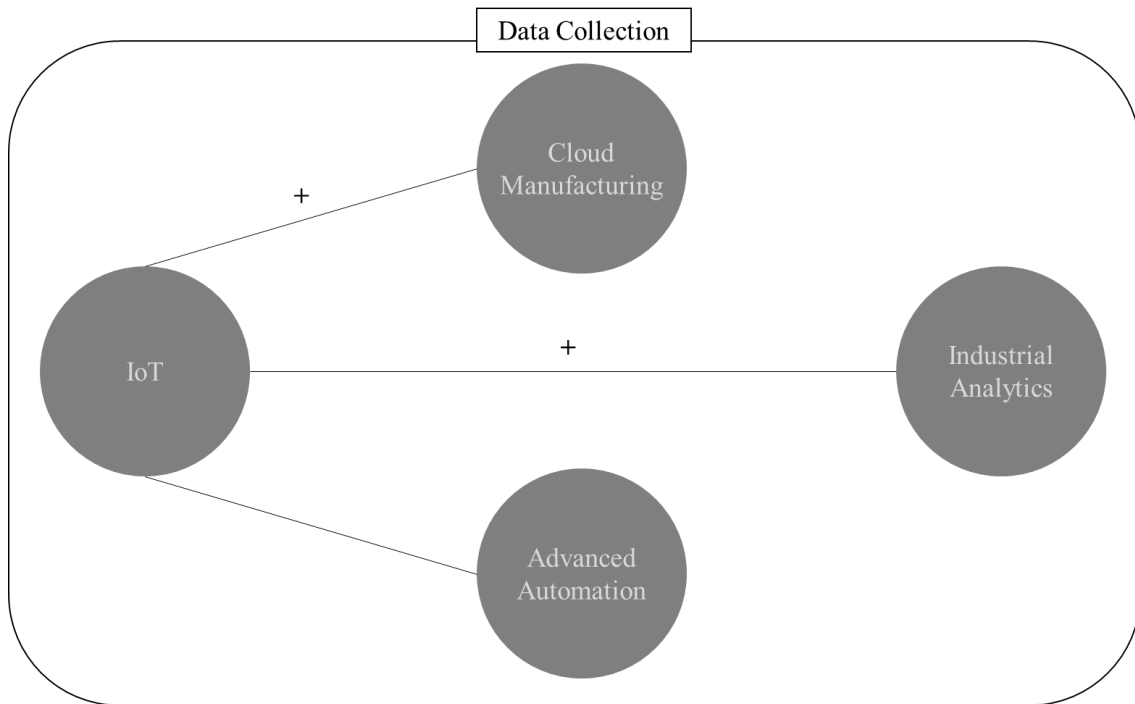 Data Collection
Cloud
Manufacturing
+
+
IoT
Industrial
Analytics
Advanced
Automation